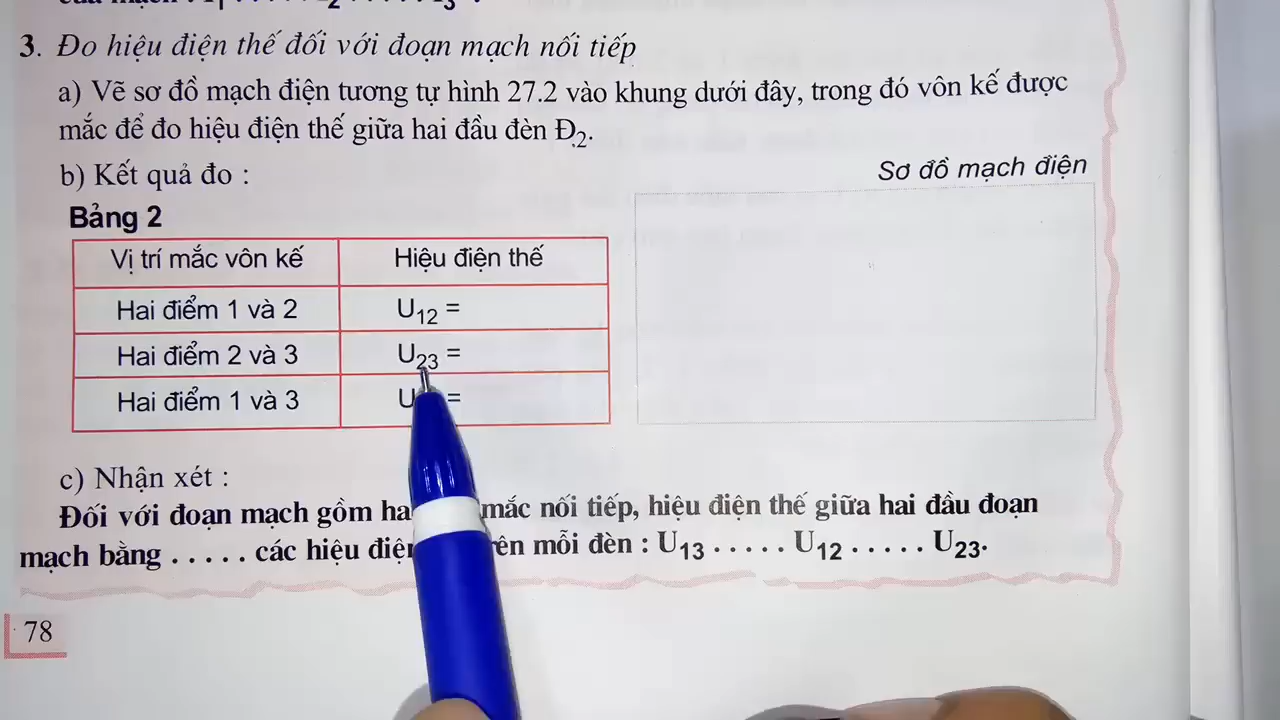 3. Đo hiệu điện thế đối với đoạn mạch nối tiếp
a) Vẽ sơ đồ mạch điện tương tự hình 27.2 vào khung dưới đây, trong đó vôn kế được
mắc để đo hiệu điện thế giữa hai đầu đèn Đ2.
b) Kết quả đo :
Sơ đồ mạch điện
Bảng 2
Vị trí mắc vôn kế Hiệu điện thế
Hai điểm 1 và 2 U12 =
Hai điểm 2 và 3 U23 =
Hai điểm 1 và 3 U =
c) Nhận xét :
Đối với đoạn mạch gồm mắc nối tiếp, hiệu điện thế giữa hai đầu đoạn
mạch bằng . . . . . các hiệu mỗi đèn : U13 . . . . . U12 . . . . . U23.
78